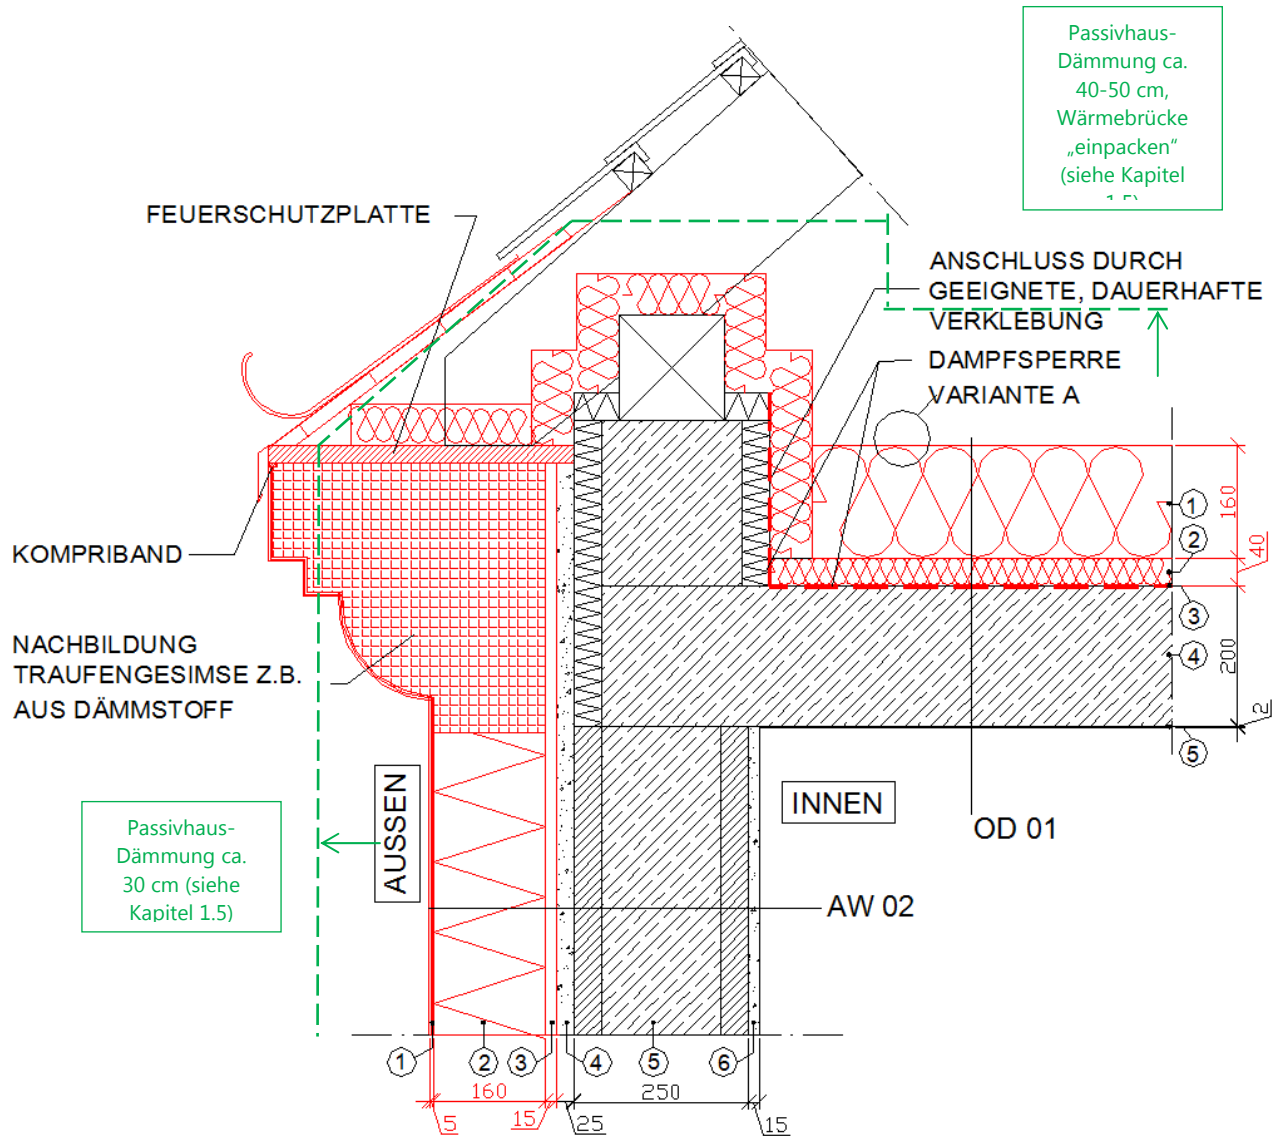 Passivhaus-
Dämmung ca.
40-50 cm,
Wärmebrücke
„einpacken“
(siehe Kapitel
1.5)
FEUERSCHUTZPLATTE
ANSCHLUSS DURCH
GEEIGNETE, DAUERHAFTE
VERKLEBUNG
DAMPFSPERRE
VARIANTE A
KOMPRIBAND
NACHBILDUNG
TRAUFENGESIMSE Z.B.
AUS DÄMMSTOFF
1
2
3
4
5
160
40
200
2
Passivhaus-
Dämmung ca.
30 cm (siehe
Kapitel 1.5)
AUSSEN
INNEN
OD 01
AW 02
1 2 3 4 5 6
160 250
5 15 25 15